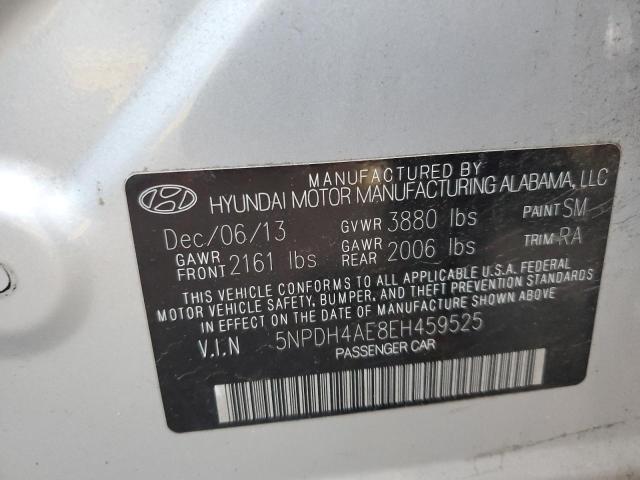 MANUFACTURED BY
HYUNDAI MOTOR MANUFACTURING ALABAMA, LLC
Dec/06/13 GVWR 3880 lbs PAINT SM
GAWR FRONT 2161 lbs GAWR REAR 2006 lbs TRIM RA
THIS VEHICLE CONFORMS TO ALL APPLICABLE U.S.A. FEDERAL
MOTOR VEHICLE SAFETY, BUMPER, AND THEFT PREVENTION STANDARDS
IN EFFECT ON THE DATE OF MANUFACTURE SHOWN ABOVE
V.I.N 5NPDH4AE8EH459525
PASSENGER CAR